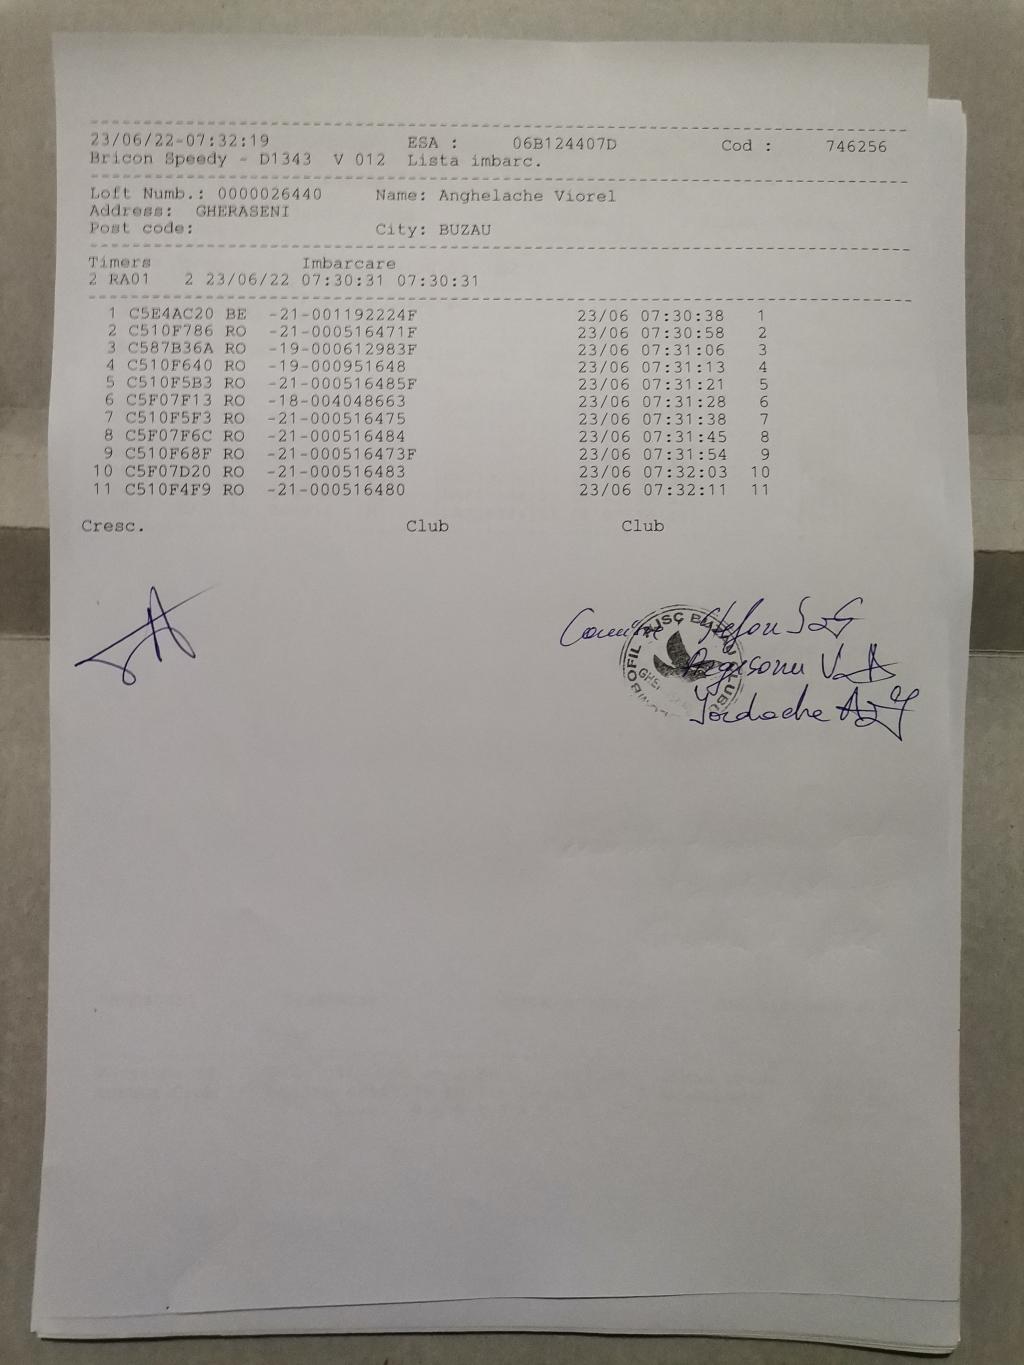 23/06/22-07:32:19 ESA : 06B124407D Cod : 746256
Bricon Speedy - D1343 V 012 Lista imbarc.
Loft Numb.: 0000026440 Name: Anghelache Viorel
Address: GHERASENI
Post code: City: BUZAU
Timers Imbarcare
2 RA01 2 23/06/22 07:30:31 07:30:31
1 C5E4AC20 BE -21-001192224F 23/06 07:30:38 1
2 C510F786 RO -21-000516471F 23/06 07:30:58 2
3 C587B36A RO -19-000612983F 23/06 07:31:06 3
4 C510F640 RO -19-000951648 23/06 07:31:13 4
5 C510F5B3 RO -21-000516485F 23/06 07:31:21 5
6 C5F07F13 RO -18-004048663 23/06 07:31:28 6
7 C510F5F3 RO -21-000516475 23/06 07:31:38 7
8 C5F07F6C RO -21-000516484 23/06 07:31:45 8
9 C510F68F RO -21-000516473F 23/06 07:31:54 9
10 C5F07D20 RO -21-000516483 23/06 07:32:03 10
11 C510F4F9 RO -21-000516480 23/06 07:32:11 11
Cresc. Club Club